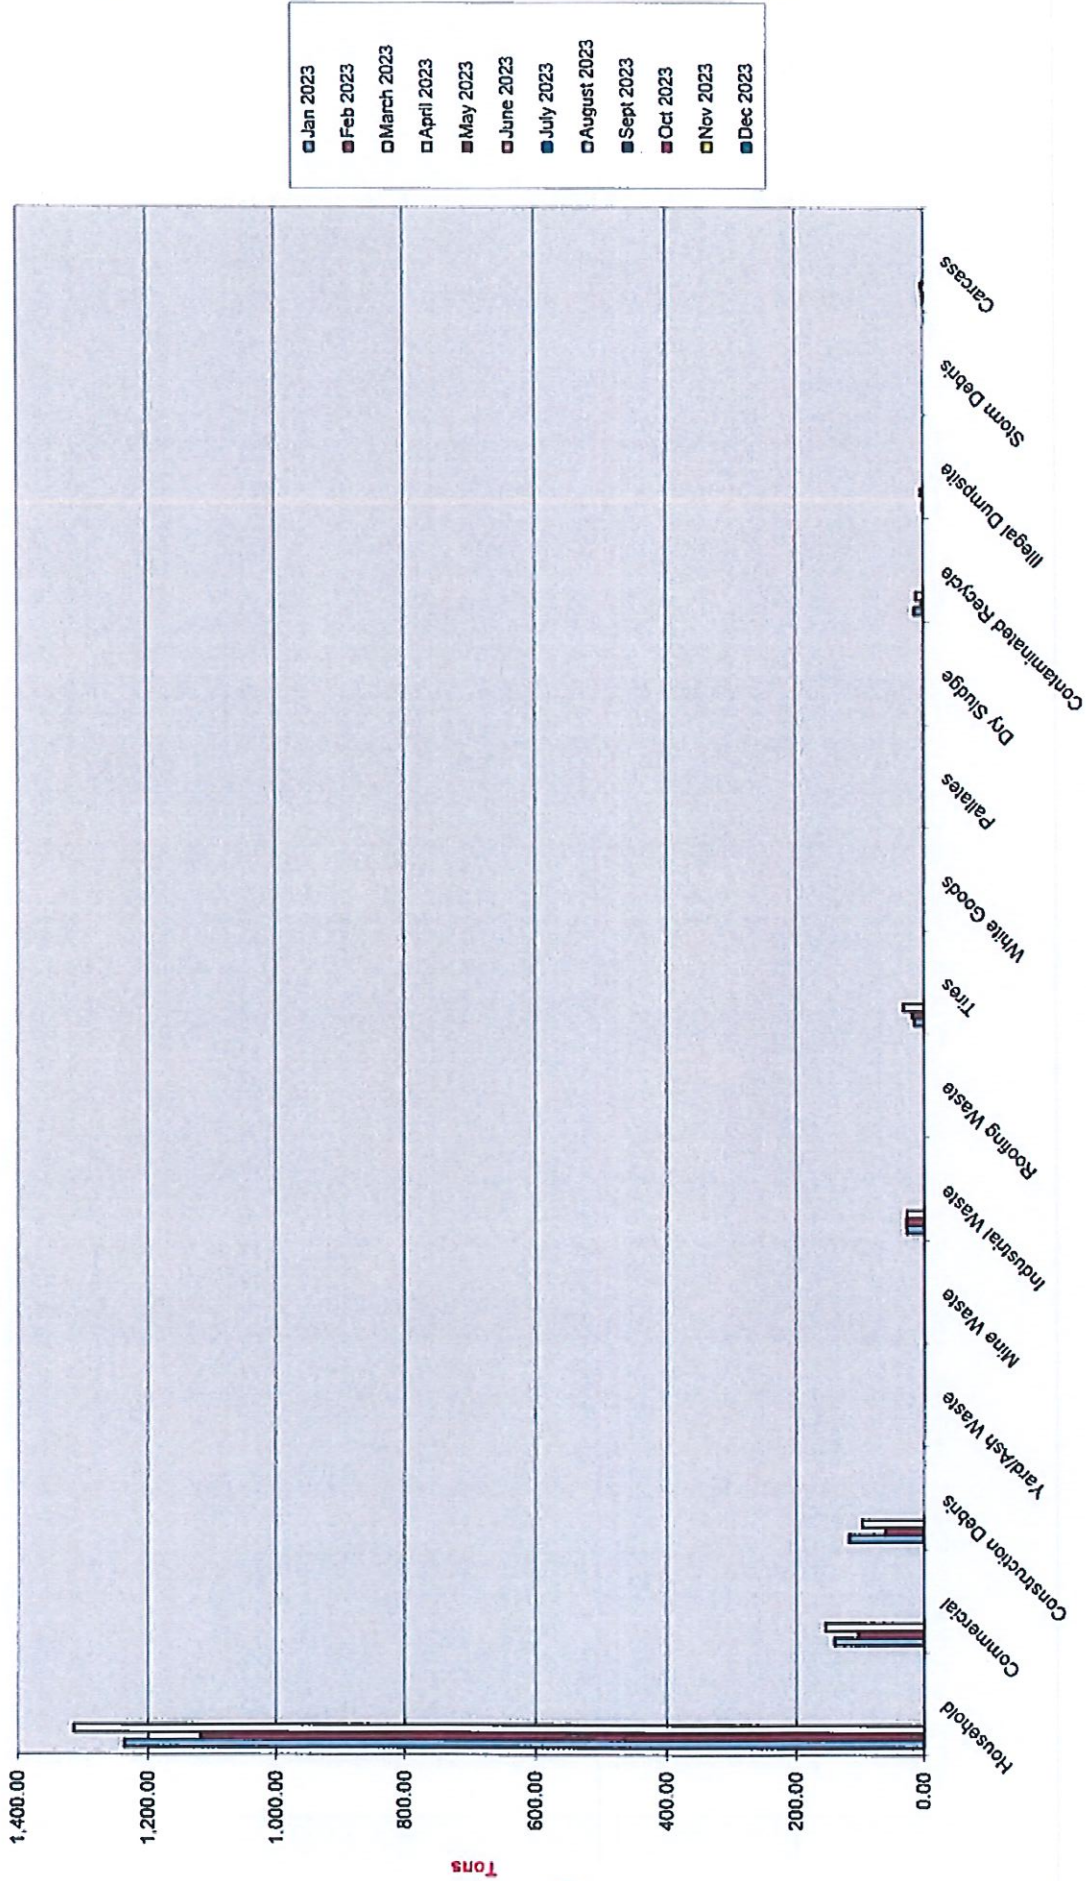 Tons
1,400.00
1,200.00
1.000.00
800.00
600.00
400.00
200.00
0.00
Household
Commercial
Construction Debris
Yard/Ash Waste
Mine Waste
Industrial Waste
Roofing Waste
Tires
White Goods
Pallates
Dry Sludge
Contaminated Recycle
Illegal Dumpsite
Storm Debris
Carcass
Jan 2023
Feb 2023
March 2023
April 2023
May 2023
June 2023
July 2023
August 2023
Sept 2023
Oct 2023
Nov 2023
Dec 2023